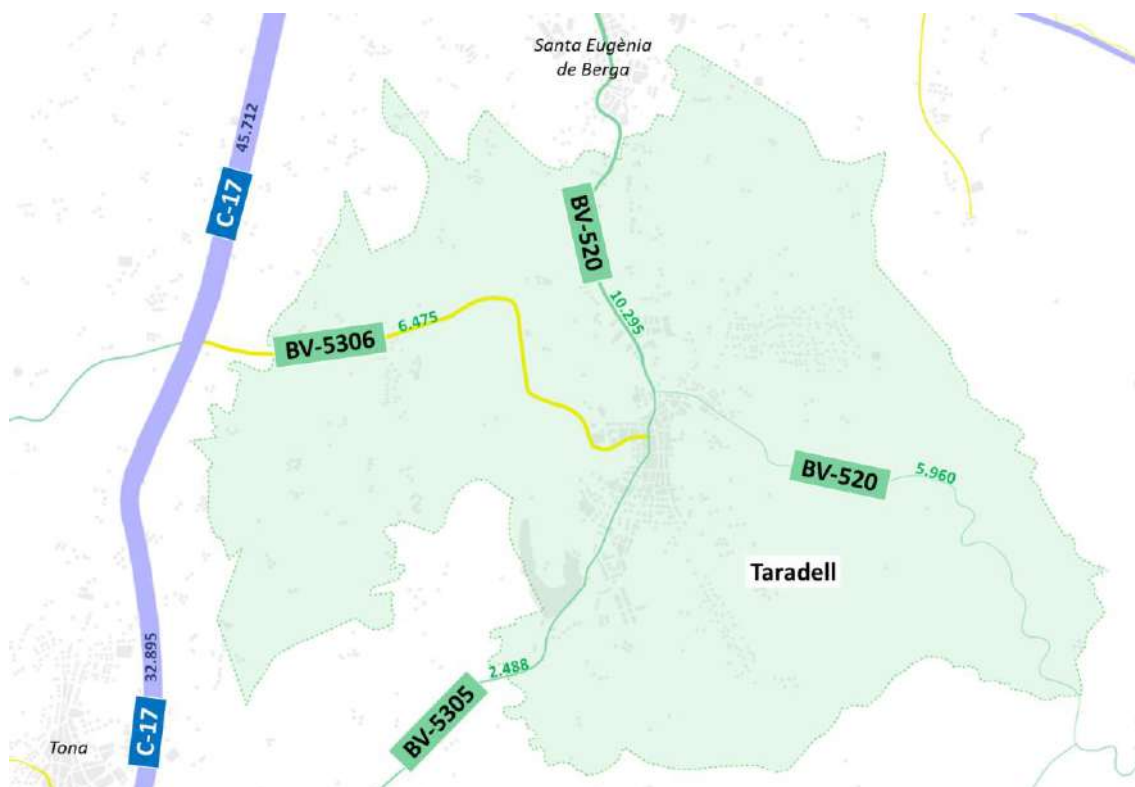 Santa Eugènia
de Berga
45.712
C-17
BV-520
10.295
6.475
BV-5306
BV-520
5.960
Taradell
32.895
2.488
C-17
BV-5305
Tona